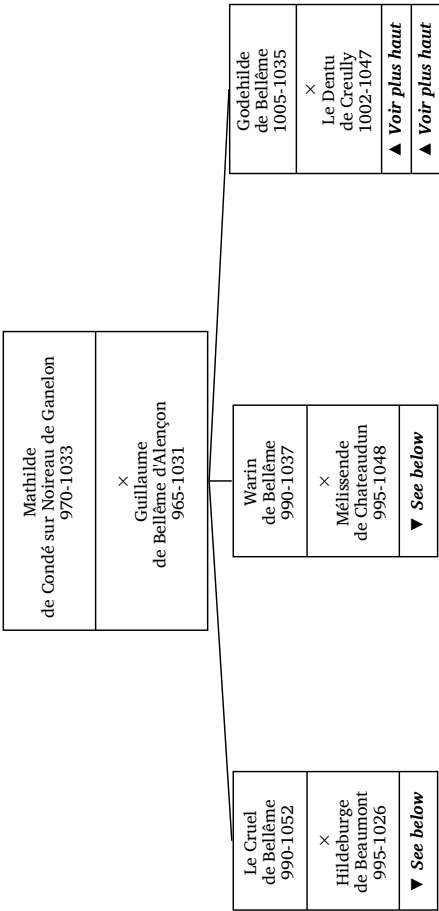 Mathilde
de Condé sur Noireau de Ganelon
970-1033
×
Guillaume
de Bellême d'Alençon
965-1031
Le Cruel
de Bellême
990-1052
×
Hildeburge
de Beaumont
995-1026
▼ See below
Warin
de Bellême
990-1037
×
Mélissende
de Chateaudun
995-1048
▼ See below
Godehilde
de Bellême
1005-1035
×
Le Dentu
de Creully
1002-1047
▲ Voir plus haut
▲ Voir plus haut